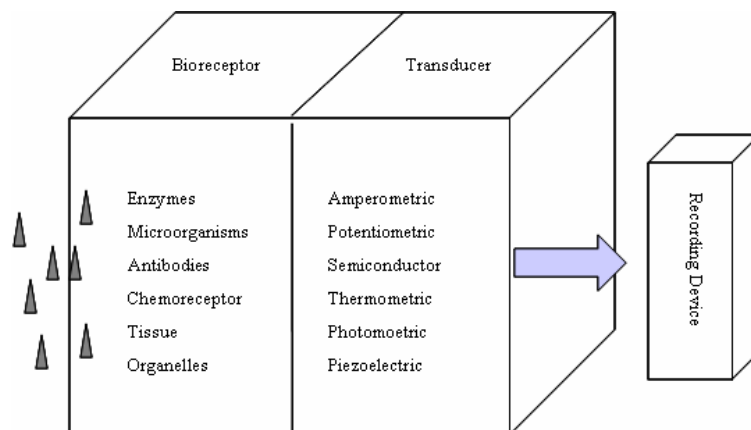 Bioreceptor
Transducer
Enzymes
Microorganisms
Antibodies
Chemoreceptor
Tissue
Organelles
Amperometric
Potentiometric
Semiconductor
Thermometric
Photomoetric
Piezoelectric
Recording Device